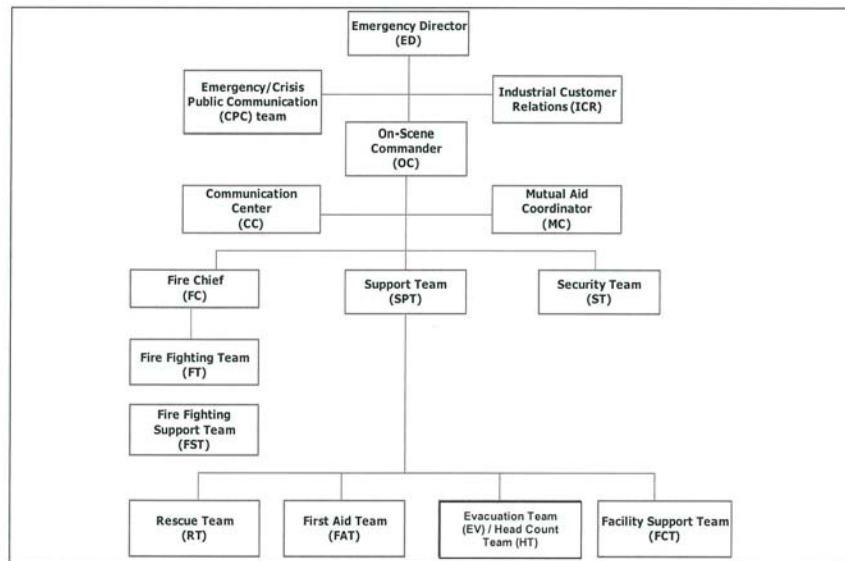 Emergency Director
(ED)
Emergency/Crisis
Public Communication
(CPC) team
Industrial Customer
Relations (ICR)
On-Scene
Commander
(OC)
Communication
Center
(CC)
Mutual Aid
Coordinator
(MC)
Fire Chief
(FC)
Support Team
(SPT)
Security Team
(ST)
Fire Fighting Team
(FT)
Fire Fighting
Support Team
(FST)
Rescue Team
(RT)
First Aid Team
(FAT)
Evacuation Team
(EV) / Head Count
Team (HT)
Facility Support Team
(FCT)